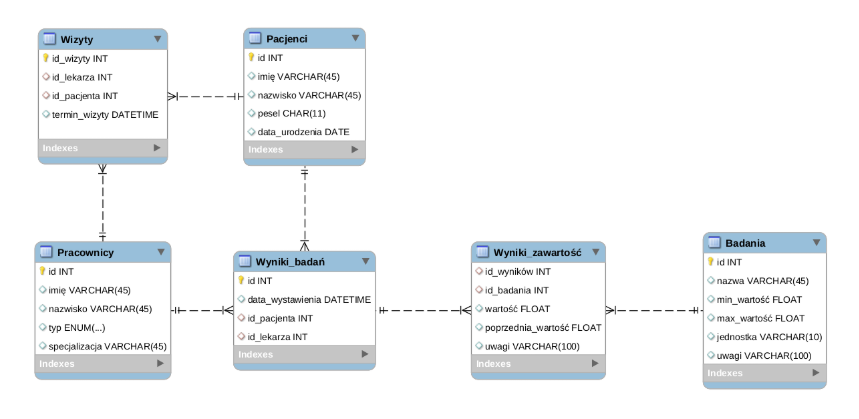 Wizyty
id_wizyty INT
id_lekarza INT
id_pacjenta INT
termin_wizyty DATETIME
Indexes
Pacjenci
id INT
imię VARCHAR(45)
nazwisko VARCHAR(45)
pesel CHAR(11)
data_urodzenia DATE
Indexes
Pracownicy
id INT
imię VARCHAR(45)
nazwisko VARCHAR(45)
typ ENUM(...)
specjalizacja VARCHAR(45)
Indexes
Wyniki_badań
id INT
data_wystawienia DATETIME
id_pacjenta INT
id_lekarza INT
Indexes
Wyniki_zawartość
id_wyników INT
id_badania INT
wartość FLOAT
poprzednia_wartość FLOAT
uwagi VARCHAR(100)
Indexes
Badania
id INT
nazwa VARCHAR(45)
min_wartość FLOAT
max_wartość FLOAT
jednostka VARCHAR(10)
uwagi VARCHAR(100)
Indexes